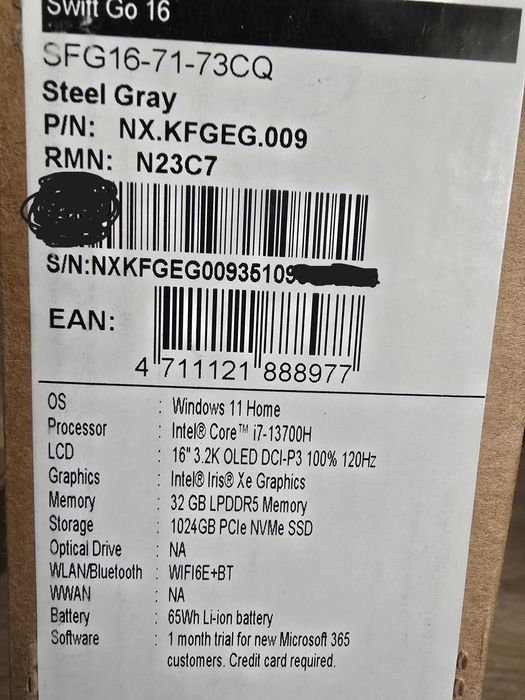 Swift Go 16
SFG16-71-73CQ
Steel Gray
P/N: NX.KFGEG.009
RMN: N23C7
S/N:NXKFGEG00935109
EAN:
4 711121 888977
OS : Windows 11 Home
Processor : Intel® Core™ i7-13700H
LCD : 16" 3.2K OLED DCI-P3 100% 120Hz
Graphics : Intel® Iris® Xe Graphics
Memory : 32 GB LPDDR5 Memory
Storage : 1024GB PCIe NVMe SSD
Optical Drive : NA
WLAN/Bluetooth : WIFI6E+BT
WWAN : NA
Battery : 65Wh Li-ion battery
Software : 1 month trial for new Microsoft 365
customers. Credit card required.